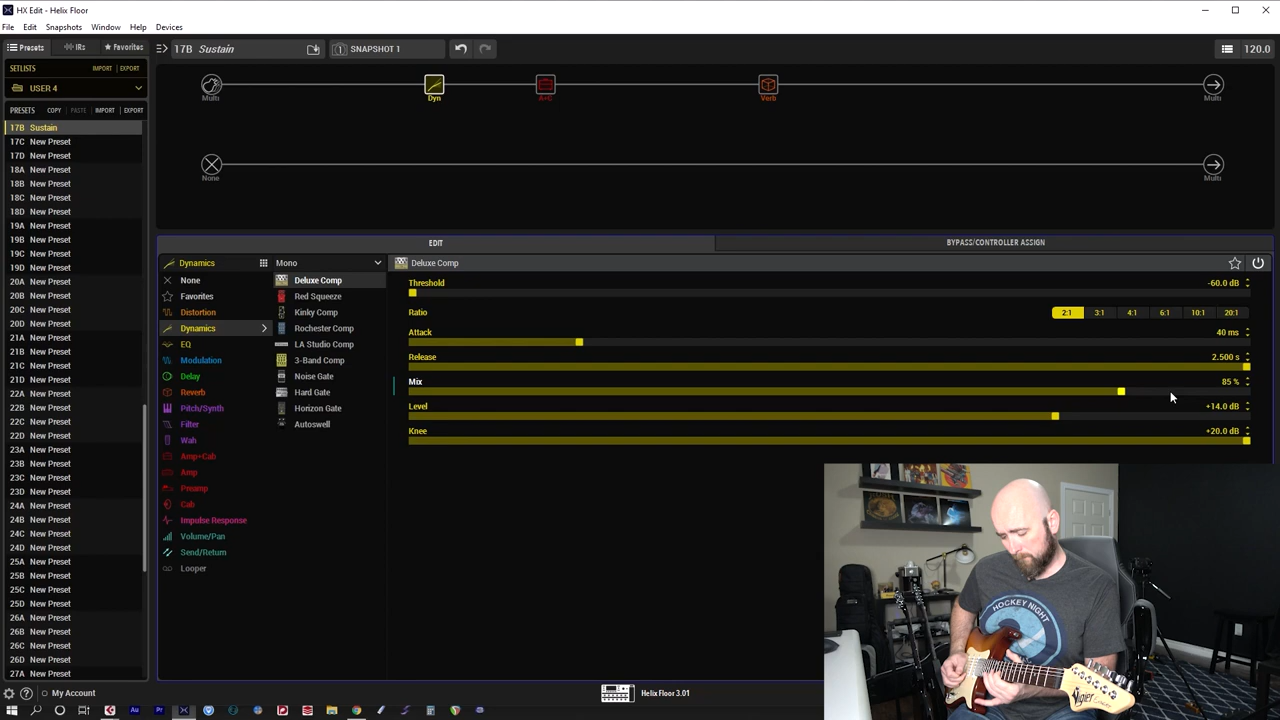 HX Edit - Helix Floor
File Edit Snapshots Window Help Devices
Presets IRs Favorites
17B Sustain
1 SNAPSHOT 1
120.0
SETLISTS IMPORT EXPORT
USER 4
PRESETS COPY PASTE IMPORT EXPORT
17B Sustain
17C New Preset
17D New Preset
18A New Preset
18B New Preset
18C New Preset
18D New Preset
19A New Preset
19B New Preset
19C New Preset
19D New Preset
20A New Preset
20B New Preset
20C New Preset
20D New Preset
21A New Preset
21B New Preset
21C New Preset
21D New Preset
22A New Preset
22B New Preset
22C New Preset
22D New Preset
23A New Preset
23B New Preset
23C New Preset
23D New Preset
24A New Preset
24B New Preset
24C New Preset
24D New Preset
25A New Preset
25B New Preset
25C New Preset
25D New Preset
26A New Preset
26B New Preset
26C New Preset
26D New Preset
27A New Preset
My Account
Multi Dyn A+C Verb Multi
None Multi
EDIT BYPASS/CONTROLLER ASSIGN
Dynamics
None
Favorites
Distortion
Dynamics
EQ
Modulation
Delay
Reverb
Pitch/Synth
Filter
Wah
Amp+Cab
Amp
Preamp
Cab
Impulse Response
Volume/Pan
Send/Return
Looper
Mono
Deluxe Comp
Red Squeeze
Kinky Comp
Rochester Comp
LA Studio Comp
3-Band Comp
Noise Gate
Hard Gate
Horizon Gate
Autoswell
Deluxe Comp
Threshold -60.0 dB
Ratio 2:1 3:1 4:1 6:1 10:1 20:1
Attack 40 ms
Release 2.500 s
Mix 85 %
Level +14.0 dB
Knee +20.0 dB
HOCKEY NIGHT
Vigier
Helix Floor 3.01
Au Pr